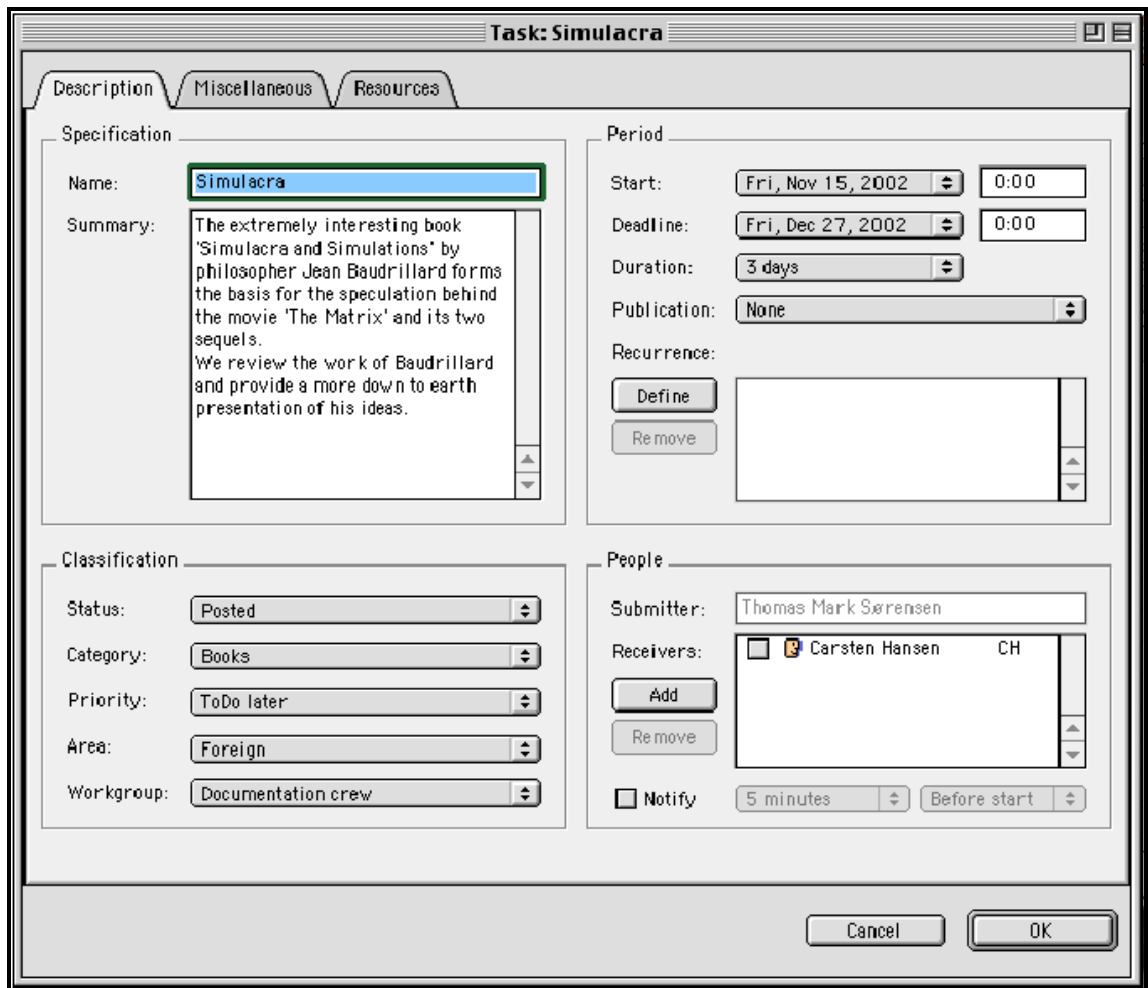 Task: Simulacra
Description Miscellaneous Resources
Specification
Name: Simulacra
Summary: The extremely interesting book
'Simulacra and Simulations" by
philosopher Jean Baudrillard forms
the basis for the speculation behind
the movie 'The Matrix' and its two
sequels.
We review the work of Baudrillard
and provide a more down to earth
presentation of his ideas.
Period
Start: Fri, Nov 15, 2002 0:00
Deadline: Fri, Dec 27, 2002 0:00
Duration: 3 days
Publication: None
Recurrence:
Define
Remove
Classification
Status: Posted
Category: Books
Priority: ToDo later
Area: Foreign
Workgroup: Documentation crew
People
Submitter: Thomas Mark Sørensen
Receivers: Carsten Hansen CH
Add
Remove
Notify 5 minutes Before start
Cancel OK